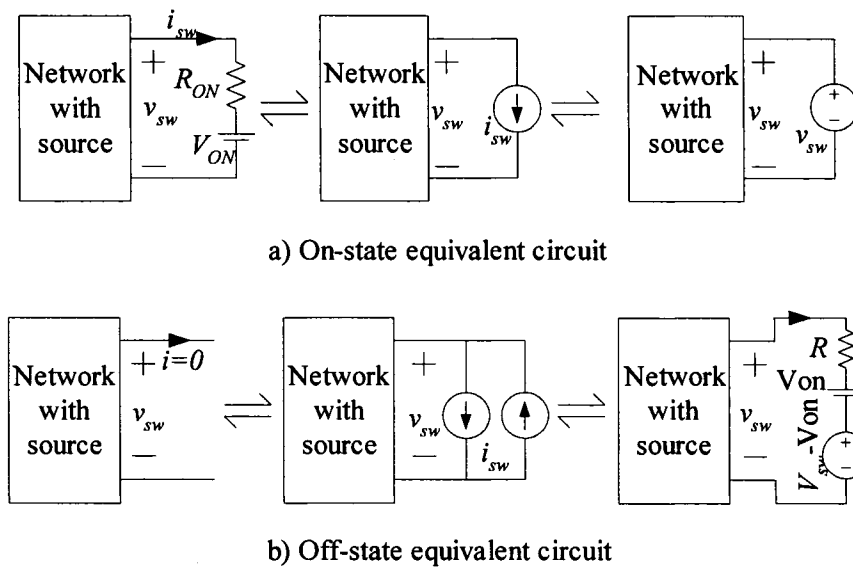 i_sw
+
Network
with
source
v_sw
R_ON
V_ON
—
Network
with
source
+
v_sw
i_sw
—
Network
with
source
+
v_sw
—
+
−
v_sw
a) On-state equivalent circuit
Network
with
source
+ i=0
v_sw
—
Network
with
source
+
v_sw
—
i_sw
Network
with
source
+
v_sw
—
R
Von
V_sw-Von
+
−
b) Off-state equivalent circuit